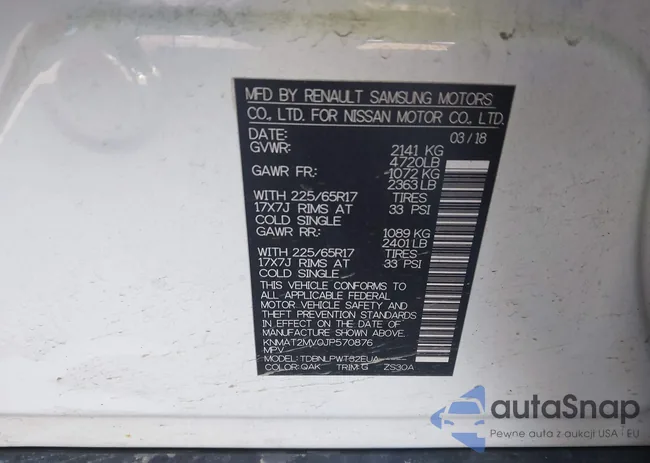 MFD BY RENAULT SAMSUNG MOTORS
CO., LTD. FOR NISSAN MOTOR CO., LTD.
DATE: 03/18
GVWR: 2141 KG
4720LB
GAWR FR: 1072 KG
2363 LB
WITH 225/65R17 TIRES
17X7J RIMS AT 33 PSI
COLD SINGLE
GAWR RR: 1089 KG
2401 LB
WITH 225/65R17 TIRES
17X7J RIMS AT 33 PSI
COLD SINGLE
THIS VEHICLE CONFORMS TO
ALL APPLICABLE FEDERAL
MOTOR VEHICLE SAFETY AND
THEFT PREVENTION STANDARD
IN EFFECT ON THE DATE OF
MANUFACTURE SHOWN ABOVE.
KNMAT2MV0JP570876
MPV
MODEL: TDBNLPWT32EUA
COLOR: QAK TRIM: G ZS30A
autaSnap
Pewne auta z aukcji USA i EU